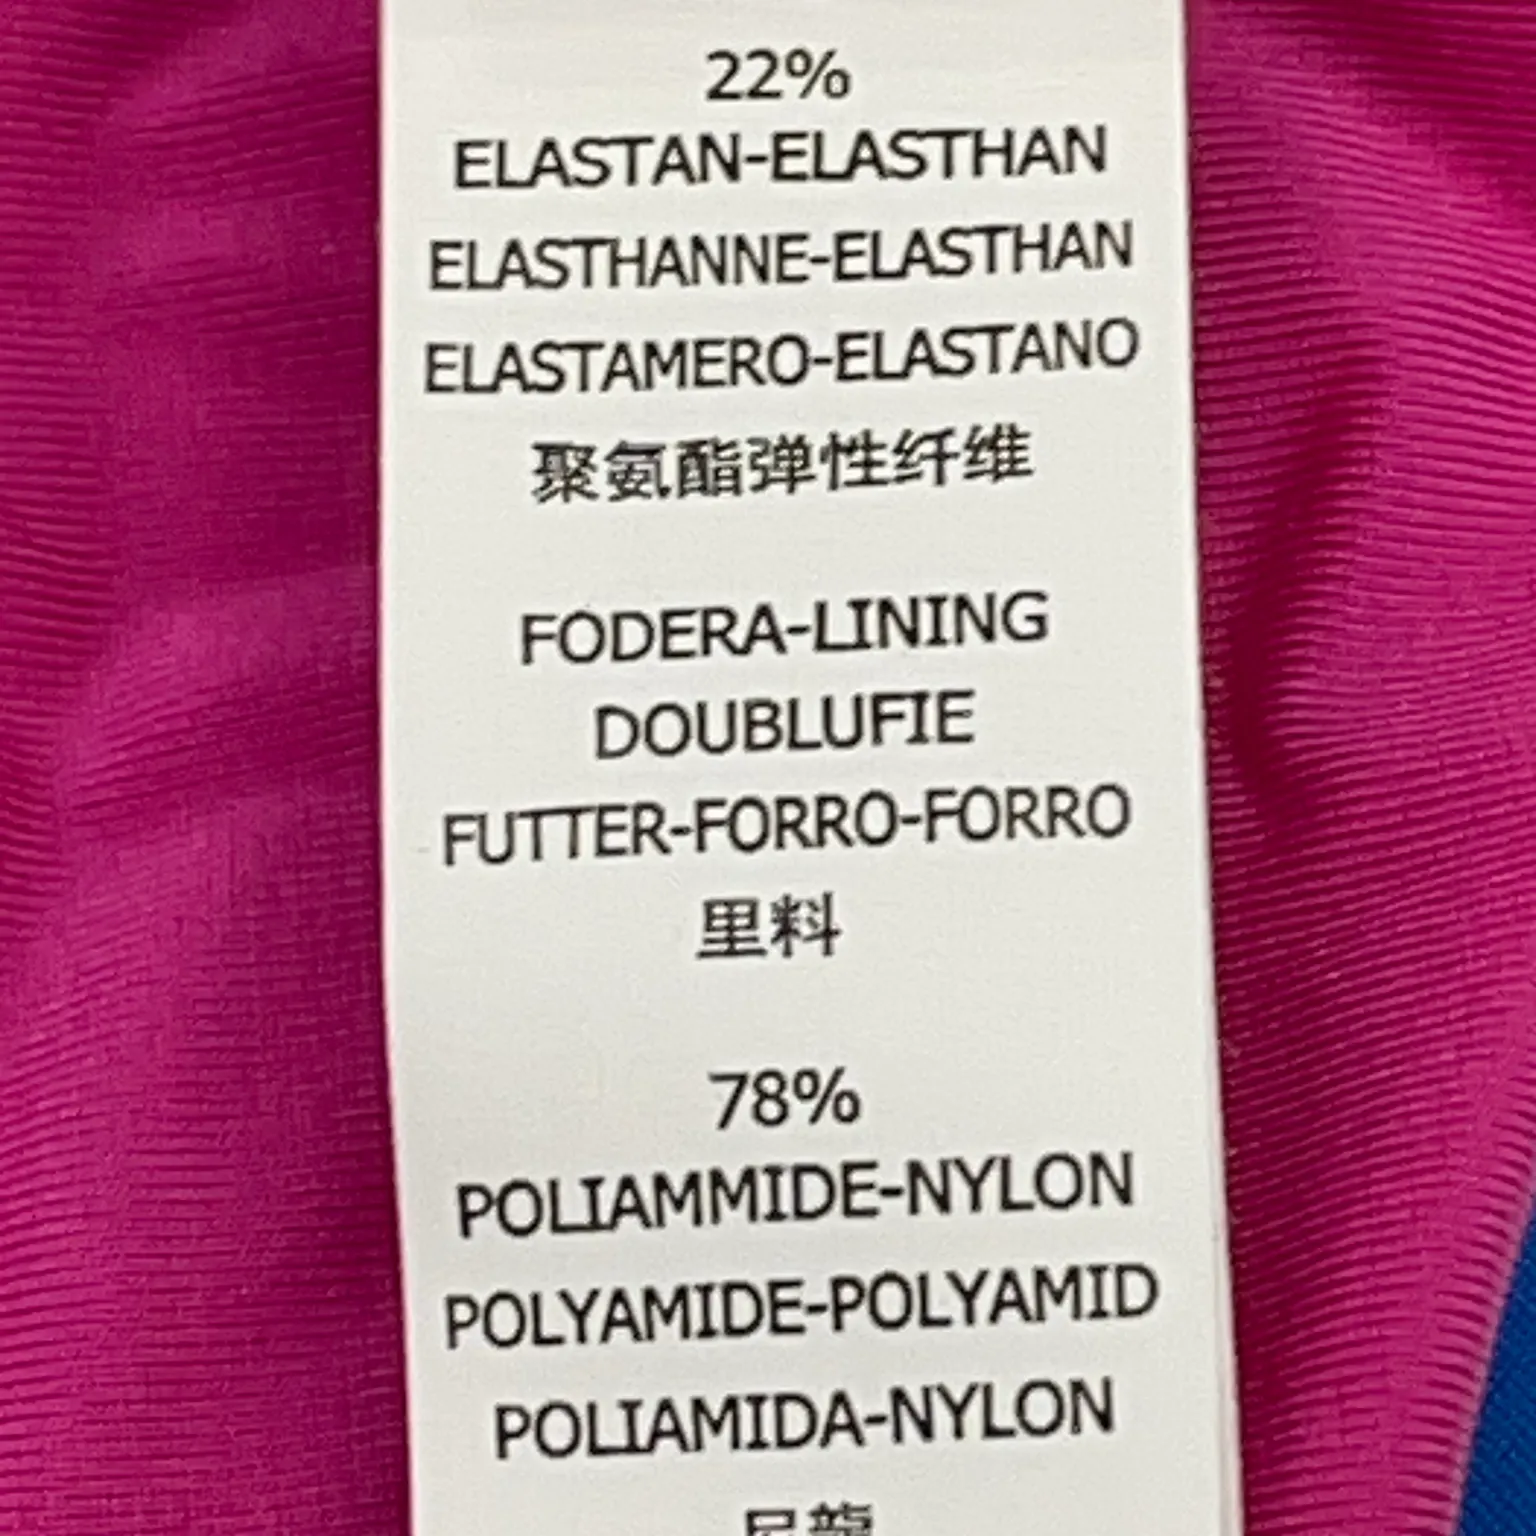 22%
ELASTAN-ELASTHAN
ELASTHANNE-ELASTHAN
ELASTAMERO-ELASTANO
聚氨酯弹性纤维
FODERA-LINING
DOUBLUFIE
FUTTER-FORRO-FORRO
里料
78%
POLIAMMIDE-NYLON
POLYAMIDE-POLYAMID
POLIAMIDA-NYLON